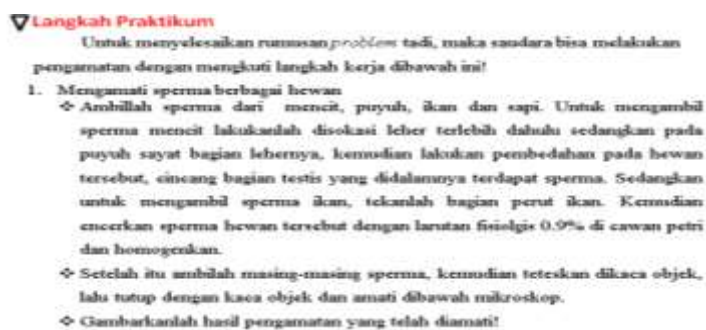 Langkah Praktikum
Untuk menyelesaikan rumusan problem tadi, maka saudara bisa melakukan
pengamatan dengan mengkuti langkah kerja dibawah ini!
1. Mengamati sperma berbagai hewan
❖ Ambillah sperma dari mencit, puyuh, ikan dan sapi. Untuk mengambil
sperma mencit lakukanlah disokasi leher terlebih dahulu sedangkan pada
puyuh sayat bagian lehernya, kemudian lakukan pembedahan pada hewan
tersebut, cincang bagian testis yang didalamnya terdapat sperma. Sedangkan
untuk mengambil sperma ikan, tekanlah bagian perut ikan. Kemudian
encerkan sperma hewan tersebut dengan larutan fisiolgis 0.9% di cawan petri
dan homogenkan.
❖ Setelah itu ambilah masing-masing sperma, kemudian teteskan dikaca objek,
lalu tutup dengan kaca objek dan amati dibawah mikroskop.
❖ Gambarkanlah hasil pengamatan yang telah diamati!